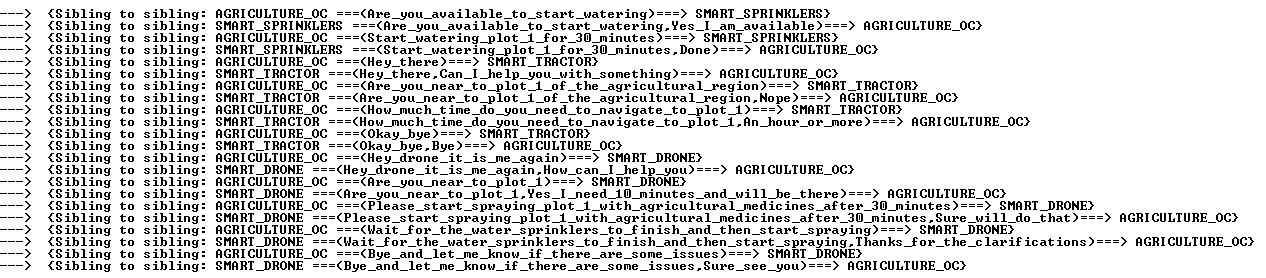 ---> {Sibling to sibling: AGRICULTURE_OC ===(Are_you_available_to_start_watering)===> SMART_SPRINKLERS}
---> {Sibling to sibling: SMART_SPRINKLERS ===(Are_you_available_to_start_watering,Yes_I_am_available)===> AGRICULTURE_OC}
---> {Sibling to sibling: AGRICULTURE_OC ===(Start_watering_plot_1_for_30_minutes)===> SMART_SPRINKLERS}
---> {Sibling to sibling: SMART_SPRINKLERS ===(Start_watering_plot_1_for_30_minutes,Done)===> AGRICULTURE_OC}
---> {Sibling to sibling: AGRICULTURE_OC ===(Hey_there)===> SMART_TRACTOR}
---> {Sibling to sibling: SMART_TRACTOR ===(Hey_there,Can_I_help_you_with_something)===> AGRICULTURE_OC}
---> {Sibling to sibling: AGRICULTURE_OC ===(Are_you_near_to_plot_1_of_the_agricultural_region)===> SMART_TRACTOR}
---> {Sibling to sibling: SMART_TRACTOR ===(Are_you_near_to_plot_1_of_the_agricultural_region,Nope)===> AGRICULTURE_OC}
---> {Sibling to sibling: AGRICULTURE_OC ===(How_much_time_do_you_need_to_navigate_to_plot_1)===> SMART_TRACTOR}
---> {Sibling to sibling: SMART_TRACTOR ===(How_much_time_do_you_need_to_navigate_to_plot_1,An_hour_or_more)===> AGRICULTURE_OC}
---> {Sibling to sibling: AGRICULTURE_OC ===(Okay_bye)===> SMART_TRACTOR}
---> {Sibling to sibling: SMART_TRACTOR ===(Okay_bye,Bye)===> AGRICULTURE_OC}
---> {Sibling to sibling: AGRICULTURE_OC ===(Hey_drone_it_is_me_again)===> SMART_DRONE}
---> {Sibling to sibling: SMART_DRONE ===(Hey_drone_it_is_me_again,How_can_I_help_you)===> AGRICULTURE_OC}
---> {Sibling to sibling: AGRICULTURE_OC ===(Are_you_near_to_plot_1)===> SMART_DRONE}
---> {Sibling to sibling: SMART_DRONE ===(Are_you_near_to_plot_1,Yes_I_need_10_minutes_and_will_be_there)===> AGRICULTURE_OC}
---> {Sibling to sibling: AGRICULTURE_OC ===(Please_start_spraying_plot_1_with_agricultural_medicines_after_30_minutes)===> SMART_DRONE}
---> {Sibling to sibling: SMART_DRONE ===(Please_start_spraying_plot_1_with_agricultural_medicines_after_30_minutes,Sure_will_do_that)===> AGRICULTURE_OC}
---> {Sibling to sibling: AGRICULTURE_OC ===(Wait_for_the_water_sprinklers_to_finish_and_then_start_spraying)===> SMART_DRONE}
---> {Sibling to sibling: SMART_DRONE ===(Wait_for_the_water_sprinklers_to_finish_and_then_start_spraying,Thanks_for_the_clarifications)===> AGRICULTURE_OC}
---> {Sibling to sibling: AGRICULTURE_OC ===(Bye_and_let_me_know_if_there_are_some_issues)===> SMART_DRONE}
---> {Sibling to sibling: SMART_DRONE ===(Bye_and_let_me_know_if_there_are_some_issues,Sure_see_you)===> AGRICULTURE_OC}